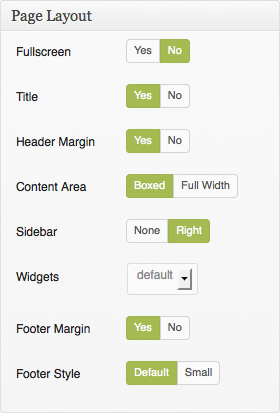 Page Layout
Fullscreen Yes No
Title Yes No
Header Margin Yes No
Content Area Boxed Full Width
Sidebar None Right
Widgets default
Footer Margin Yes No
Footer Style Default Small